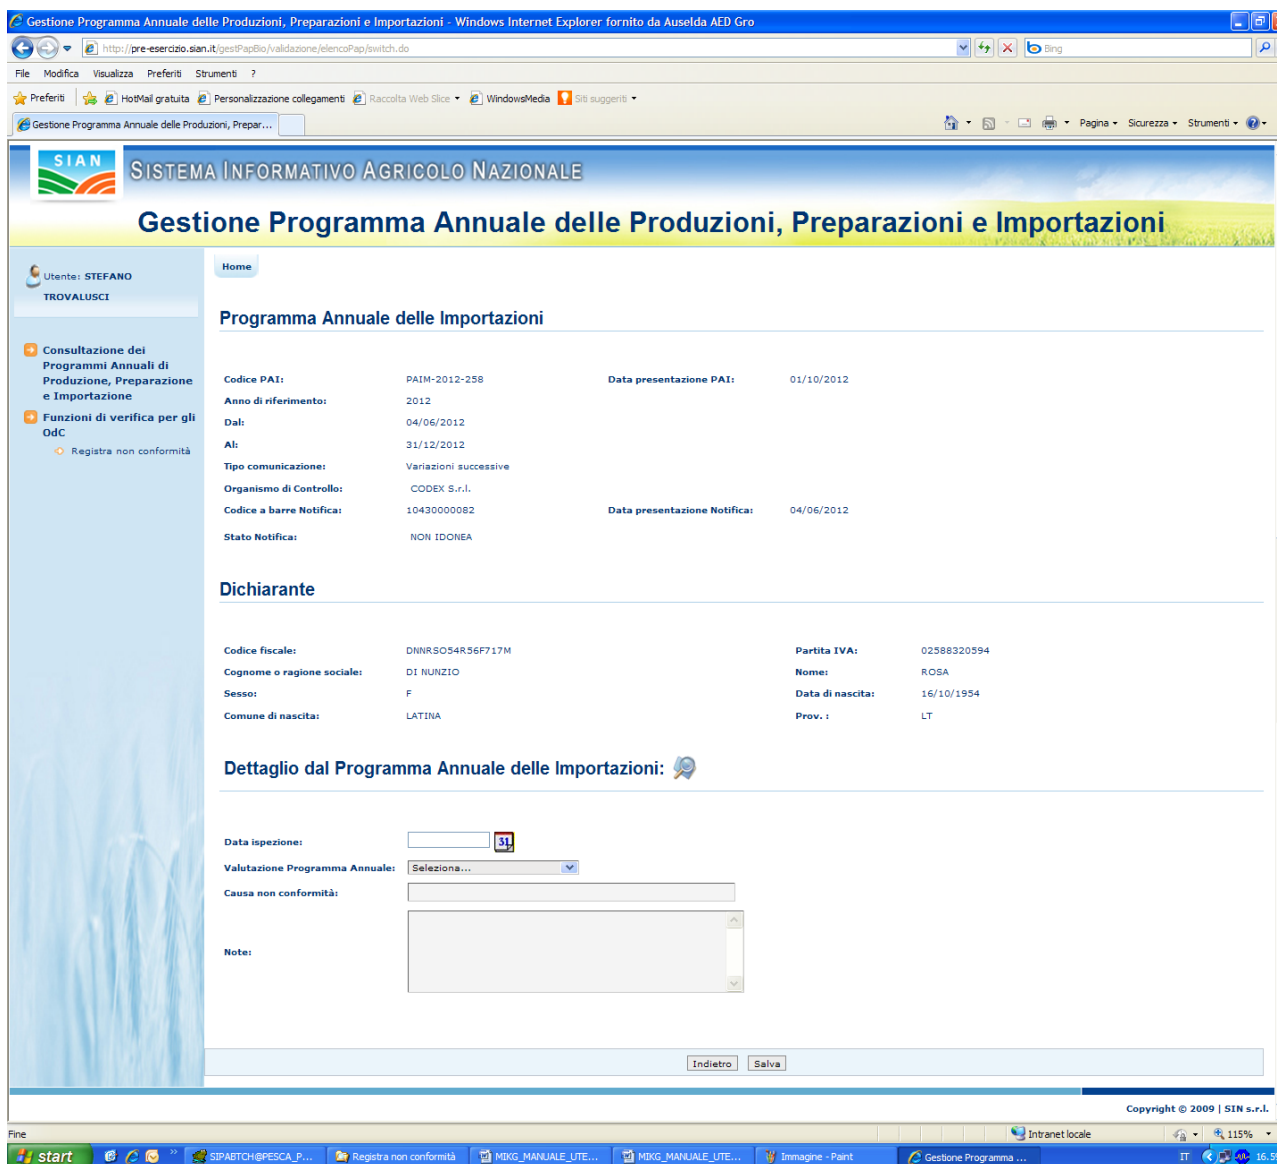 Gestione Programma Annuale delle Produzioni, Preparazioni e Importazioni - Windows Internet Explorer fornito da Auselda AED Gro
http://pre-esercizio.sian.it/gestPapBio/validazione/elencoPap/switch.do
Bing
File Modifica Visualizza Preferiti Strumenti ?
Preferiti HotMail gratuita Personalizzazione collegamenti Raccolta Web Slice WindowsMedia Siti suggeriti
Gestione Programma Annuale delle Produzioni, Prepar... Pagina Sicurezza Strumenti
SIAN SISTEMA INFORMATIVO AGRICOLO NAZIONALE
Gestione Programma Annuale delle Produzioni, Preparazioni e Importazioni
Utente: STEFANO
TROVALUSCI
Home
Consultazione dei
Programmi Annuali di
Produzione, Preparazione
e Importazione
Funzioni di verifica per gli
OdC
Registra non conformità
Programma Annuale delle Importazioni
Codice PAI: PAIM-2012-258 Data presentazione PAI: 01/10/2012
Anno di riferimento: 2012
Dal: 04/06/2012
Al: 31/12/2012
Tipo comunicazione: Variazioni successive
Organismo di Controllo: CODEX S.r.l.
Codice a barre Notifica: 10430000082 Data presentazione Notifica: 04/06/2012
Stato Notifica: NON IDONEA
Dichiarante
Codice fiscale: DNNRSO54R56F717M Partita IVA: 02588320594
Cognome o ragione sociale: DI NUNZIO Nome: ROSA
Sesso: F Data di nascita: 16/10/1954
Comune di nascita: LATINA Prov. : LT
Dettaglio dal Programma Annuale delle Importazioni:
Data ispezione: 31
Valutazione Programma Annuale: Seleziona...
Causa non conformità:
Note:
Indietro Salva
Copyright © 2009 | SIN s.r.l.
Fine Intranet locale 115%
start SIPABTCH@PESCA_P... Registra non conformità MIKG_MANUALE_UTE... MIKG_MANUALE_UTE... Immagine - Paint Gestione Programma ... IT